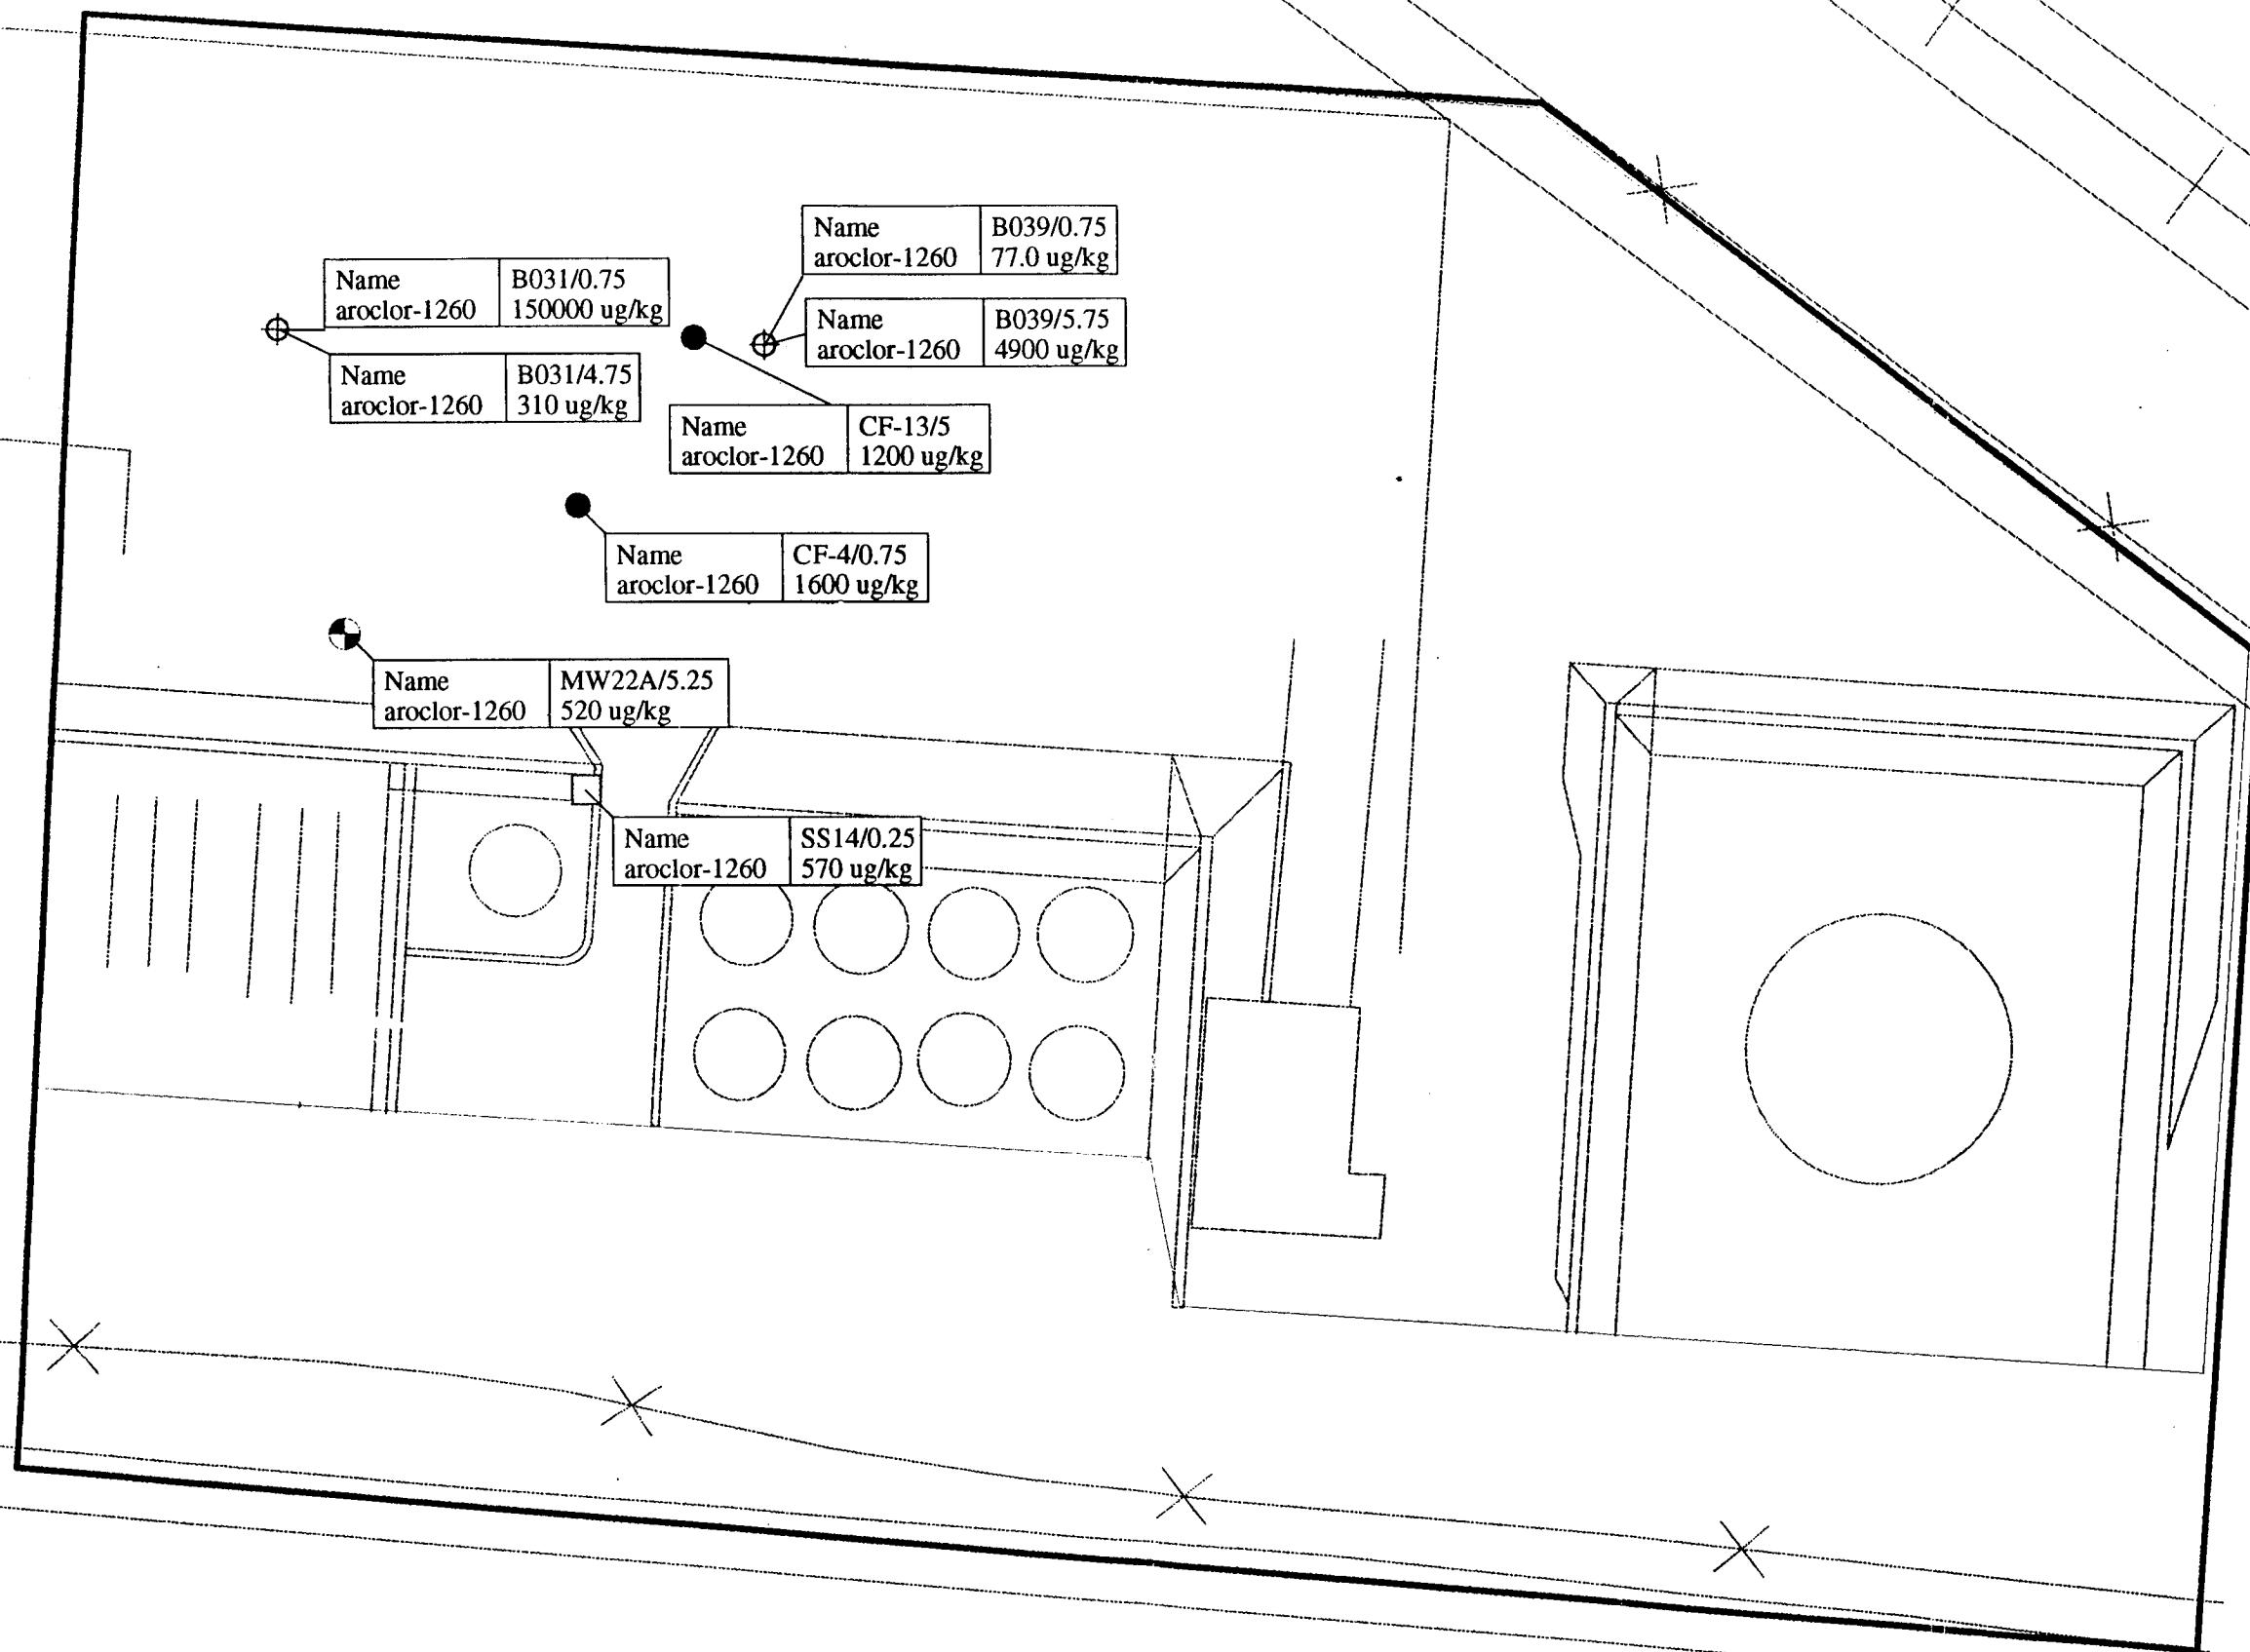 Name B039/0.75
aroclor-1260 77.0 ug/kg
Name B031/0.75
aroclor-1260 150000 ug/kg
Name B039/5.75
aroclor-1260 4900 ug/kg
Name B031/4.75
aroclor-1260 310 ug/kg
Name CF-13/5
aroclor-1260 1200 ug/kg
Name CF-4/0.75
aroclor-1260 1600 ug/kg
Name MW22A/5.25
aroclor-1260 520 ug/kg
Name SS14/0.25
aroclor-1260 570 ug/kg